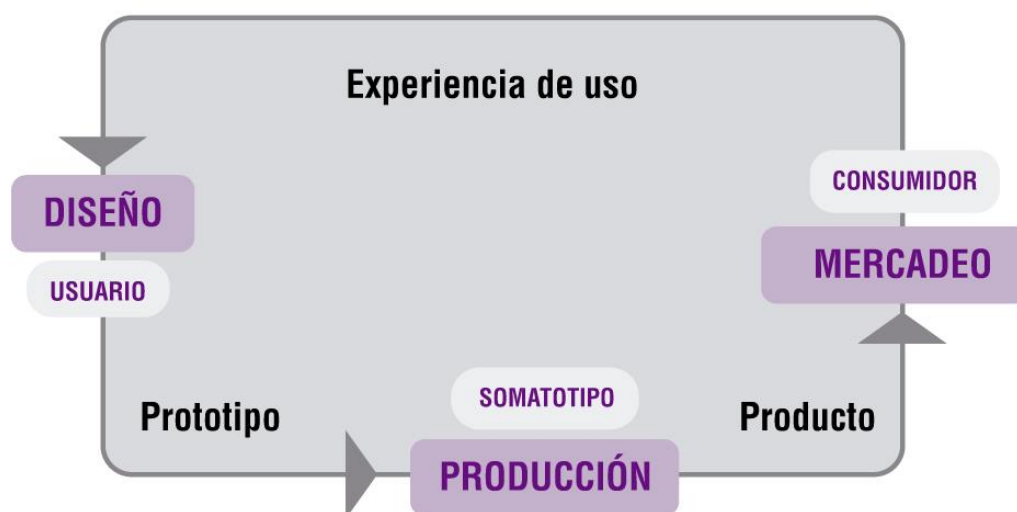 Experiencia de uso
CONSUMIDOR
DISEÑO
MERCADEO
USUARIO
SOMATOTIPO
Prototipo
Producto
PRODUCCIÓN